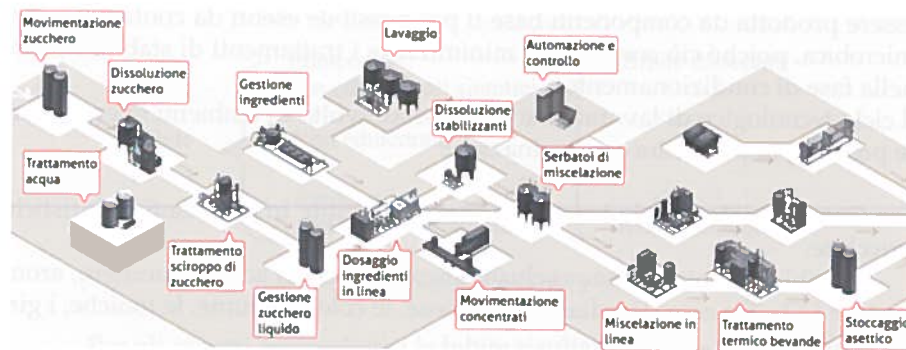 Movimentazione
zucchero
Dissoluzione
zucchero
Trattamento
acqua
Gestione
ingredienti
Lavaggio
Automazione e
controllo
Dissoluzione
stabilizzanti
Serbatoi di
miscelazione
Trattamento
sciroppo di
zucchero
Gestione
zucchero
liquido
Dosaggio
ingredienti
in linea
Movimentazione
concentrati
Miscelazione in
linea
Trattamento
termico bevande
Stoccaggio
asettico